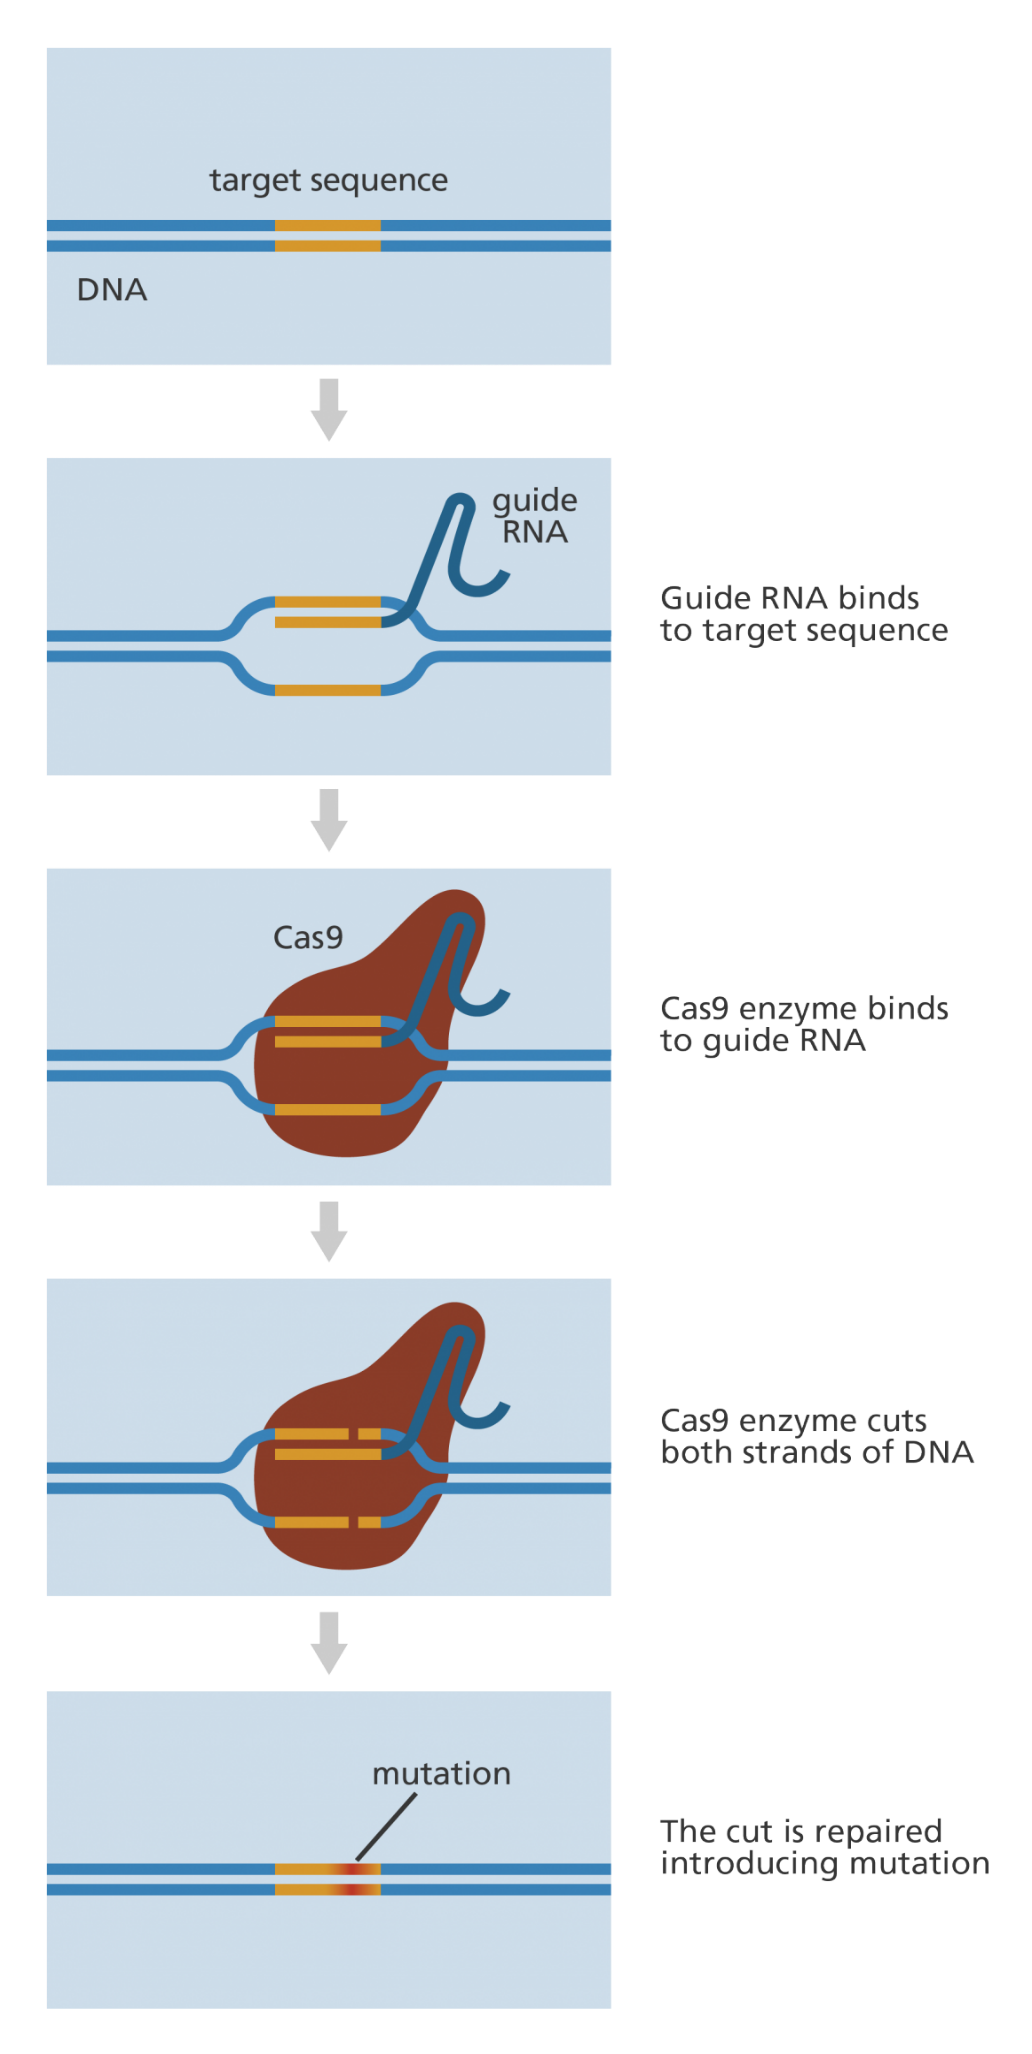 target sequence
DNA
guide
RNA
Guide RNA binds
to target sequence
Cas9
Cas9 enzyme binds
to guide RNA
Cas9 enzyme cuts
both strands of DNA
mutation
The cut is repaired
introducing mutation